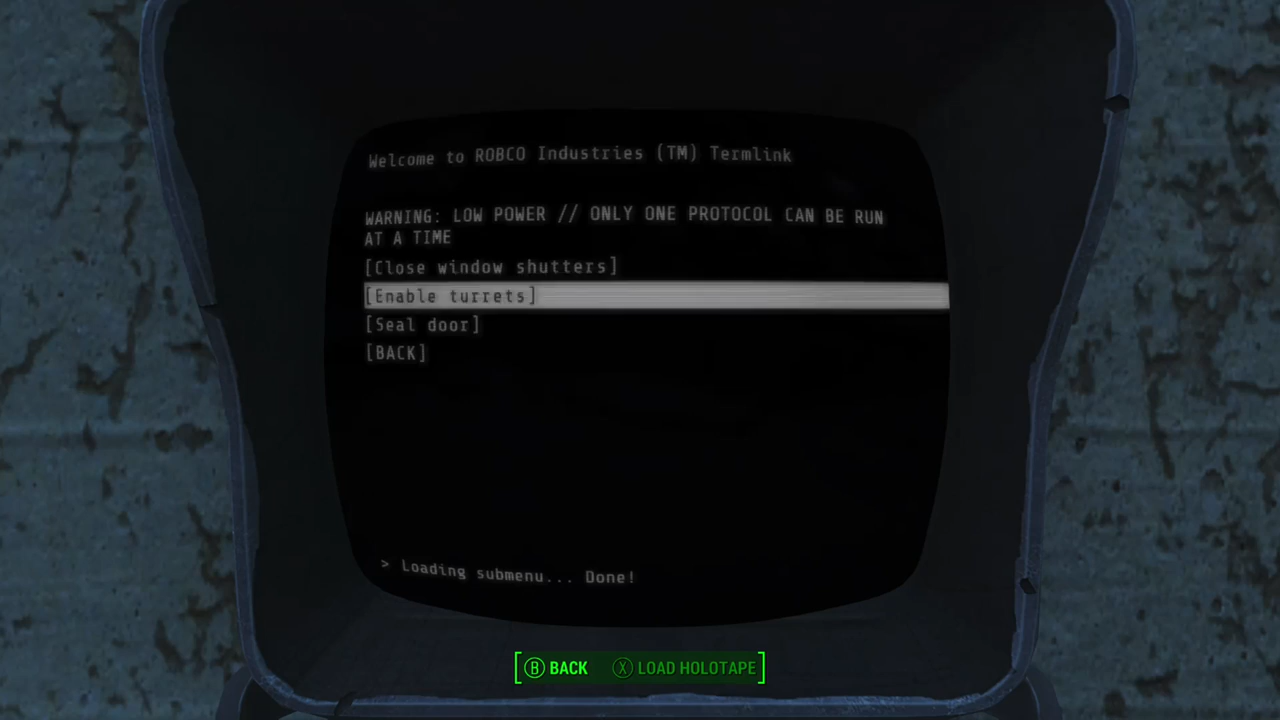 Welcome to ROBCO Industries (TM) Termlink
WARNING: LOW POWER // ONLY ONE PROTOCOL CAN BE RUN
AT A TIME
[Close window shutters]
[Enable turrets]
[Seal door]
[BACK]
> Loading submenu... Done!
[Ⓑ BACK Ⓧ LOAD HOLOTAPE]